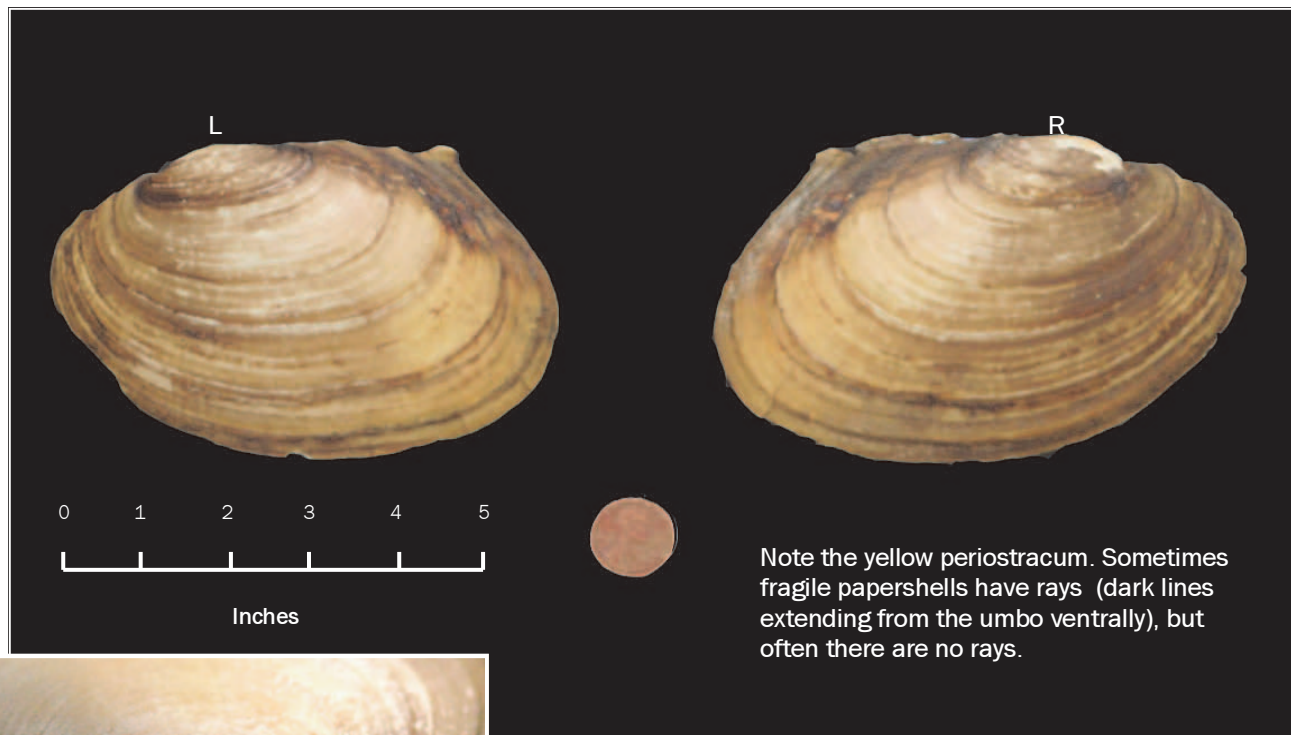 L
R
0 1 2 3 4 5
Inches
Note the yellow periostracum. Sometimes
fragile papershells have rays (dark lines
extending from the umbo ventrally), but
often there are no rays.